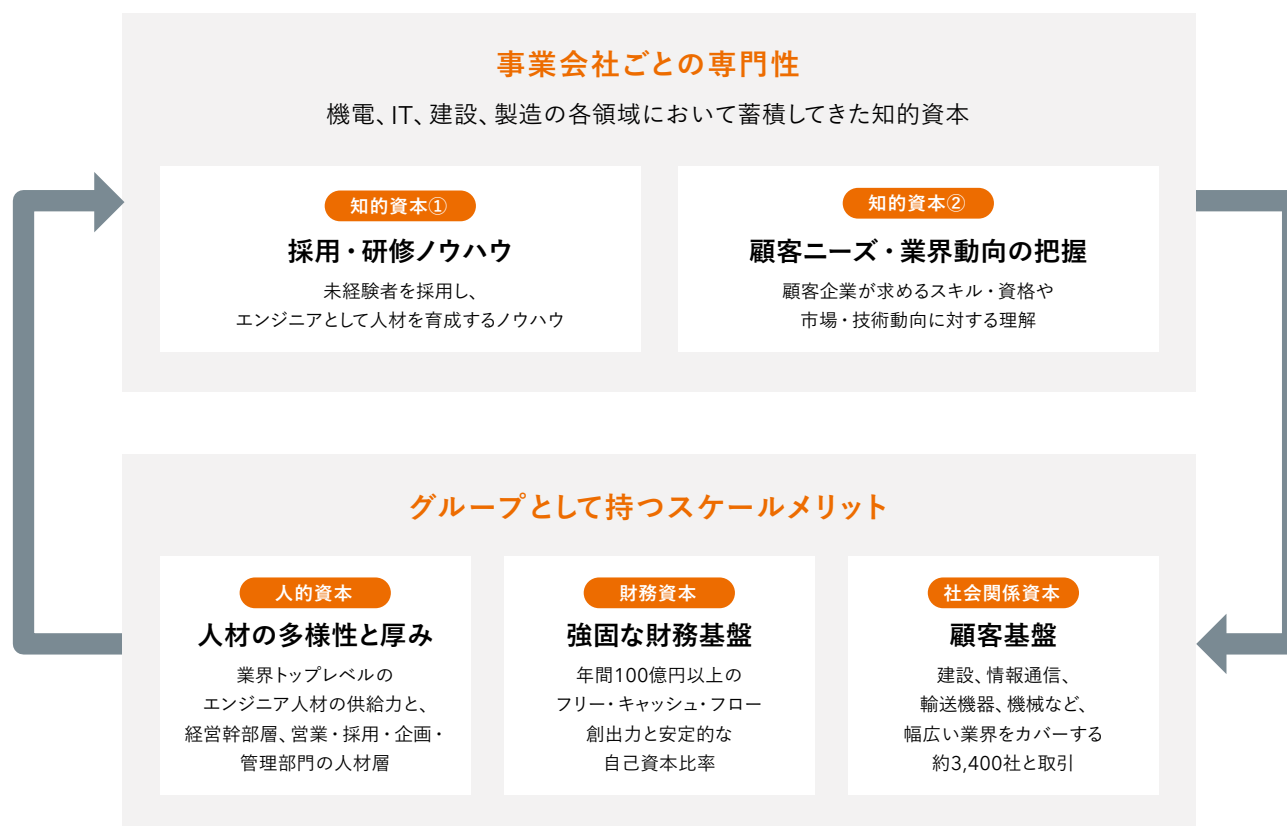 事業会社ごとの専門性
機電、IT、建設、製造の各領域において蓄積してきた知的資本
知的資本①
採用・研修ノウハウ
未経験者を採用し、
エンジニアとして人材を育成するノウハウ
知的資本②
顧客ニーズ・業界動向の把握
顧客企業が求めるスキル・資格や
市場・技術動向に対する理解
グループとして持つスケールメリット
人的資本
人材の多様性と厚み
業界トップレベルの
エンジニア人材の供給力と、
経営幹部層、営業・採用・企画・
管理部門の人材層
財務資本
強固な財務基盤
年間100億円以上の
フリー・キャッシュ・フロー
創出力と安定的な
自己資本比率
社会関係資本
顧客基盤
建設、情報通信、
輸送機器、機械など、
幅広い業界をカバーする
約3,400社と取引